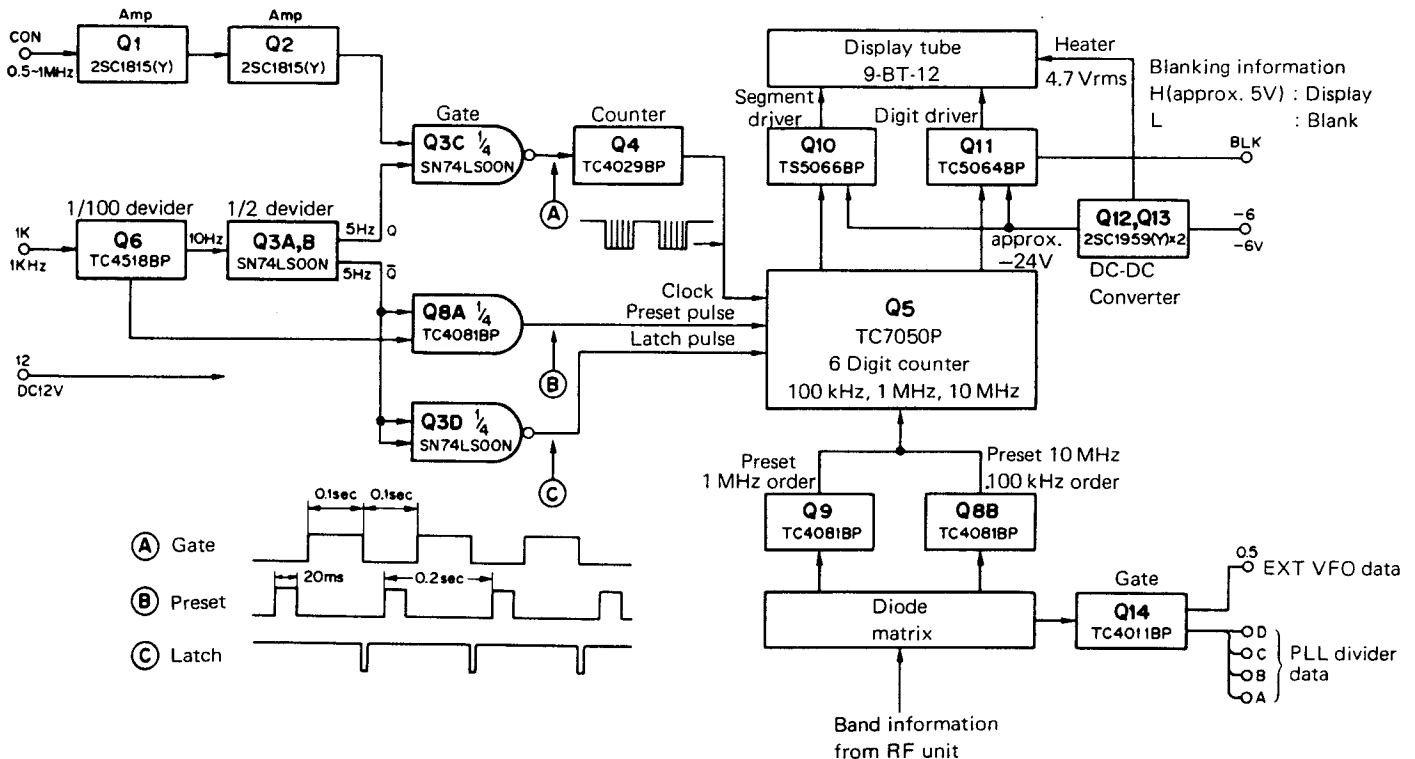 Amp
CON
Q1
2SC1815(Y)
0.5~1MHz
Amp
Q2
2SC1815(Y)
Gate
Q3C 1/4
SN74LS00N
A
Counter
Q4
TC4029BP
1/100 devider
1K
1KHz
Q6
TC4518BP
10Hz
1/2 devider
Q3A,B
SN74LS00N
5Hz Q
5Hz Q̅
Q8A 1/4
TC4081BP
B
12
DC12V
Q3D 1/4
SN74LS00N
C
Clock
Preset pulse
Latch pulse
Display tube
9-BT-12
Heater
4.7 Vrms
Blanking information
H(approx. 5V) : Display
L : Blank
Segment
driver
Q10
TS5066BP
Digit driver
Q11
TC5064BP
BLK
approx.
-24V
Q12,Q13
2SC1959(Y)×2
DC-DC
Converter
-6
-6V
Q5
TC7050P
6 Digit counter
100 kHz, 1 MHz, 10 MHz
Preset
1 MHz order
Q9
TC4081BP
Preset 10 MHz
100 kHz order
Q8B
TC4081BP
Diode
matrix
Band information
from RF unit
Gate
Q14
TC4011BP
0.5
EXT VFO data
D
C
B
A
PLL divider
data
0.1sec
0.1sec
A Gate
20ms
0.2sec
B Preset
C Latch